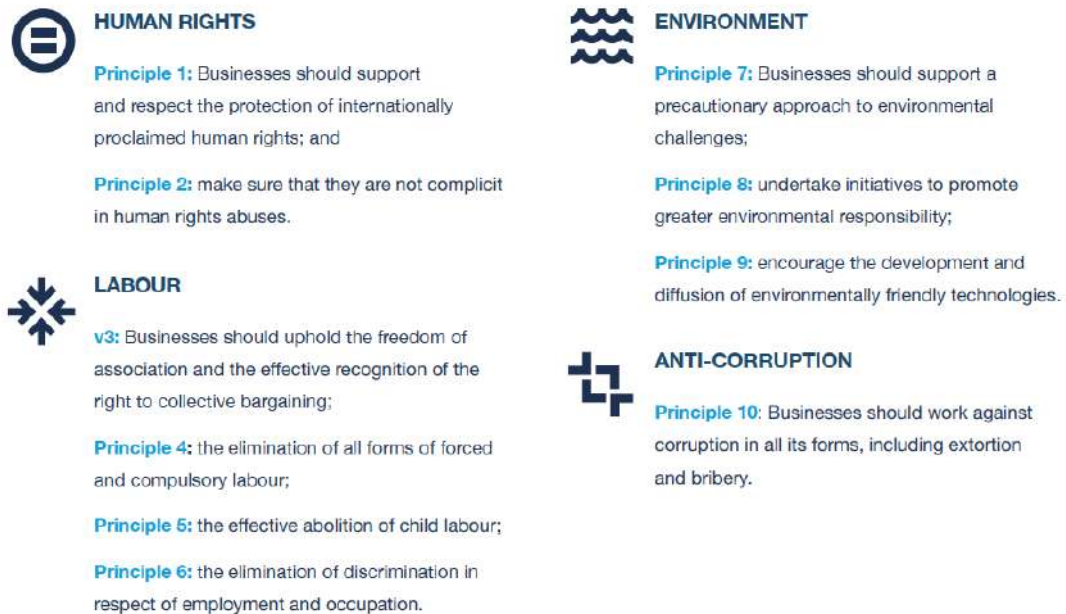 HUMAN RIGHTS
Principle 1: Businesses should support
and respect the protection of internationally
proclaimed human rights; and
Principle 2: make sure that they are not complicit
in human rights abuses.
LABOUR
v3: Businesses should uphold the freedom of
association and the effective recognition of the
right to collective bargaining;
Principle 4: the elimination of all forms of forced
and compulsory labour;
Principle 5: the effective abolition of child labour;
Principle 6: the elimination of discrimination in
respect of employment and occupation.
ENVIRONMENT
Principle 7: Businesses should support a
precautionary approach to environmental
challenges;
Principle 8: undertake initiatives to promote
greater environmental responsibility;
Principle 9: encourage the development and
diffusion of environmentally friendly technologies.
ANTI-CORRUPTION
Principle 10: Businesses should work against
corruption in all its forms, including extortion
and bribery.